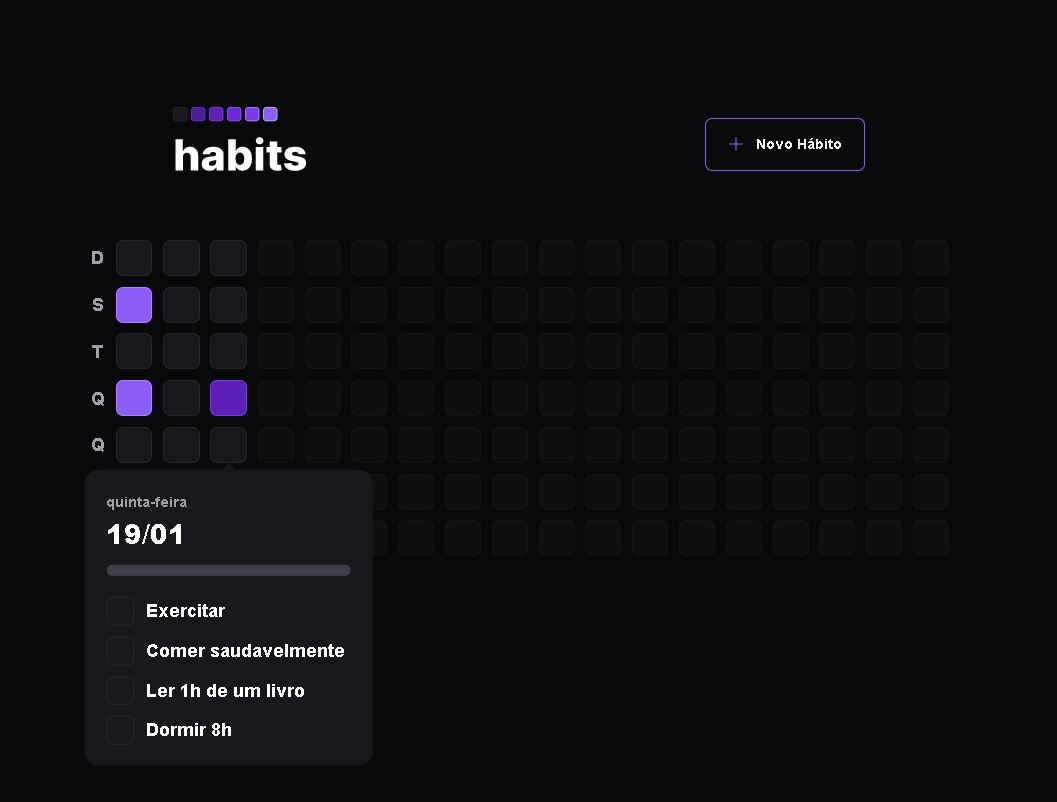 habits
Novo Hábito
D
S
T
Q
Q
quinta-feira
19/01
Exercitar
Comer saudavelmente
Ler 1h de um livro
Dormir 8h